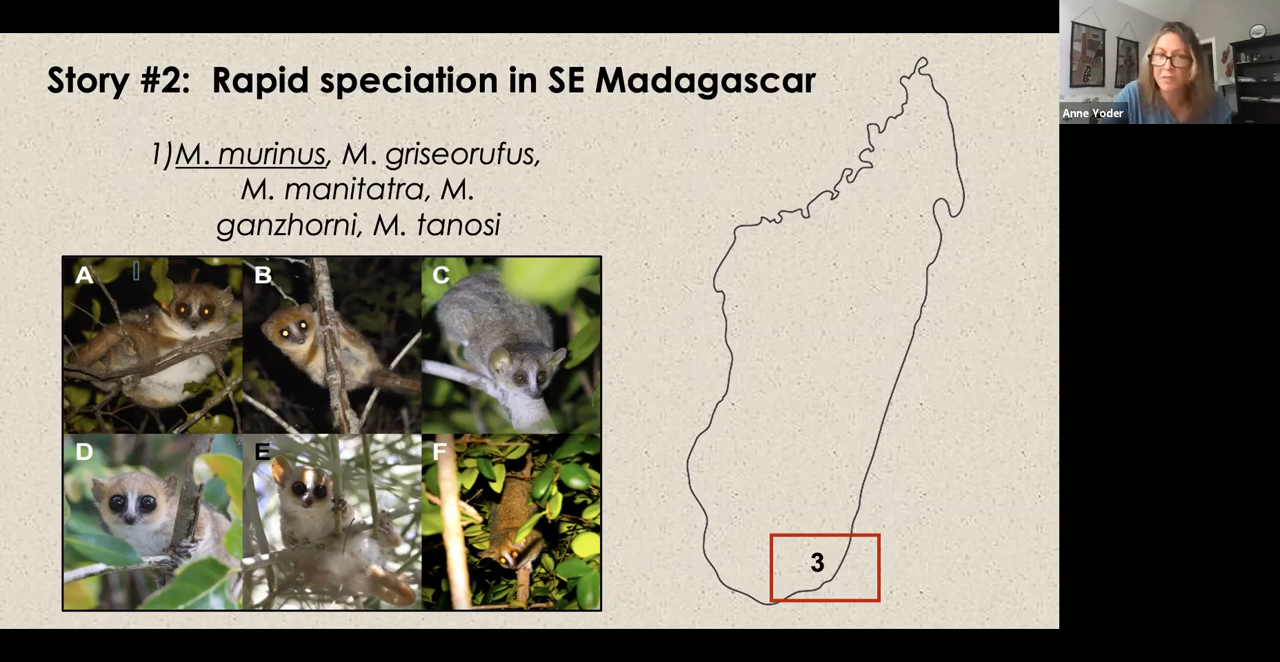 Story #2: Rapid speciation in SE Madagascar
1)M. murinus, M. griseorufus,
M. manitatra, M.
ganzhorni, M. tanosi
A
B
C
D
E
F
3
Anne Yoder